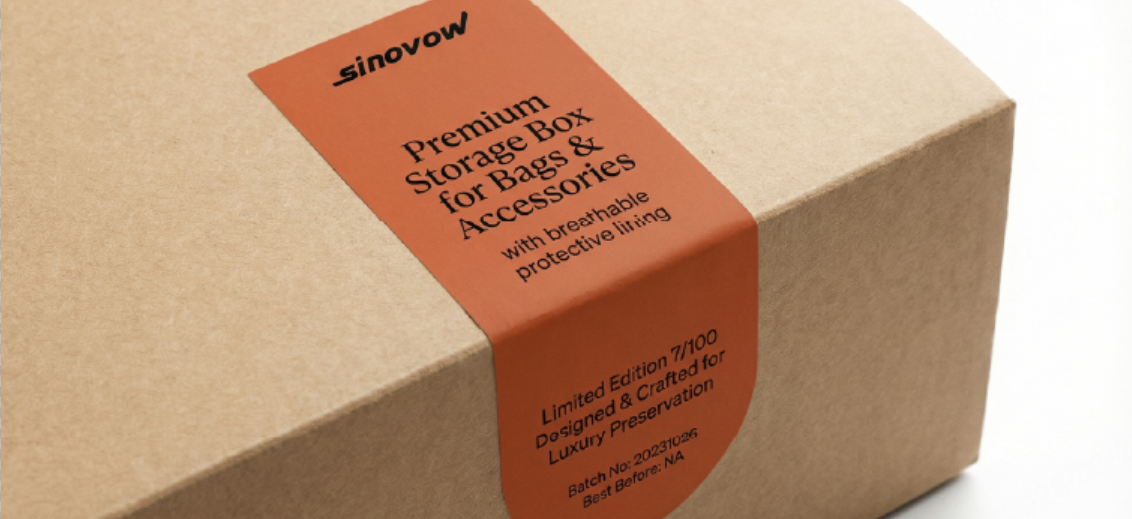 sinovow
Premium
Storage Box
for Bags &
Accessories
with breathable
protective lining
Limited Edition 7/100
Designed & Crafted for
Luxury Preservation
Batch No: 20231026
Best Before: NA